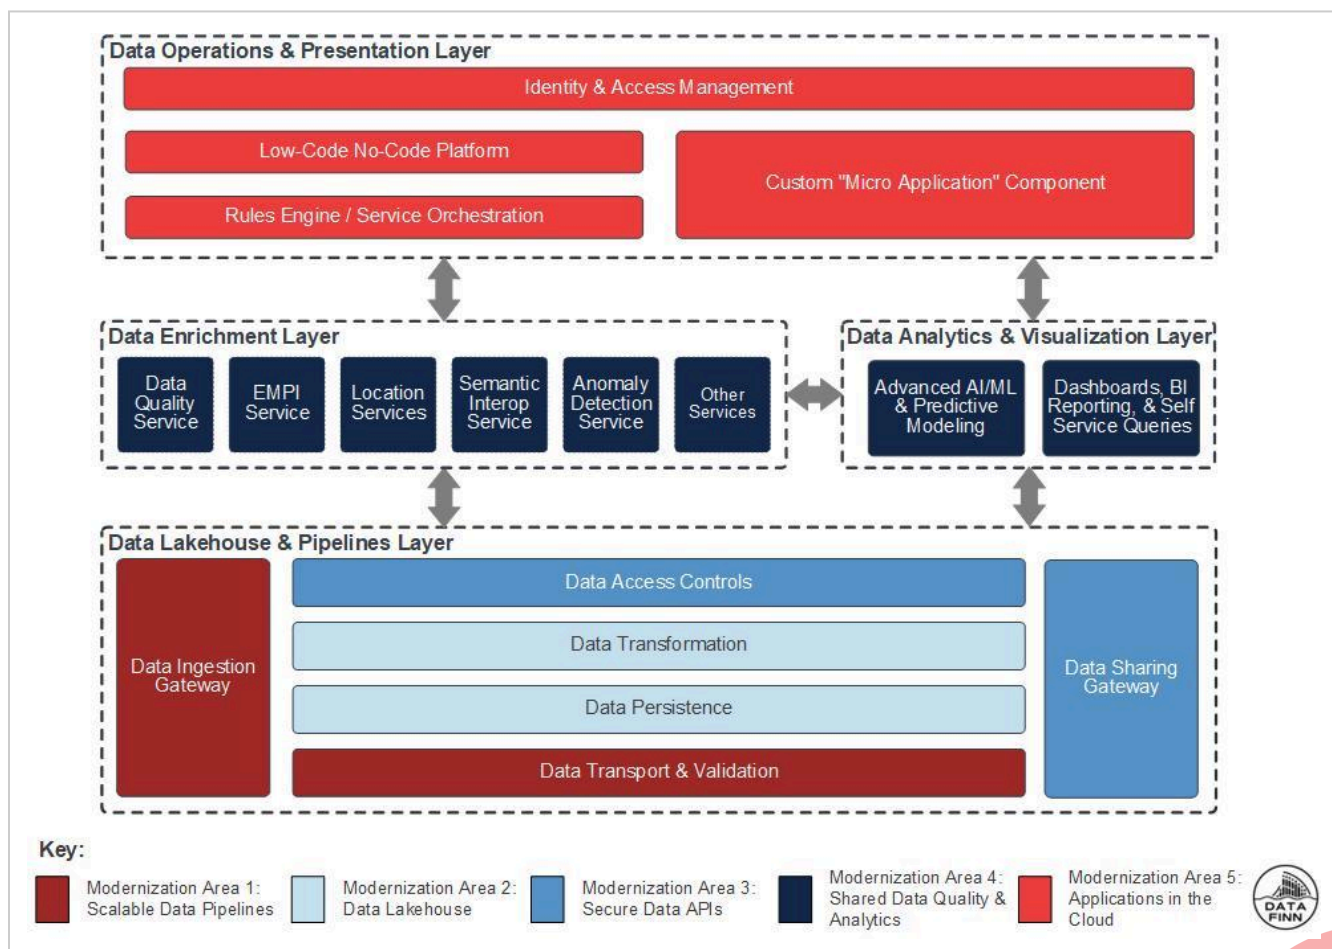 Data Operations & Presentation Layer
Identity & Access Management
Low-Code No-Code Platform
Custom "Micro Application" Component
Rules Engine / Service Orchestration
Data Enrichment Layer
Data
Quality
Service
EMPI
Service
Location
Services
Semantic
Interop
Service
Anomaly
Detection
Service
Other
Services
Data Analytics & Visualization Layer
Advanced AI/ML
& Predictive
Modeling
Dashboards, BI
Reporting, & Self
Service Queries
Data Lakehouse & Pipelines Layer
Data Ingestion
Gateway
Data Access Controls
Data Transformation
Data Persistence
Data Transport & Validation
Data Sharing
Gateway
Key:
Modernization Area 1:
Scalable Data Pipelines
Modernization Area 2:
Data Lakehouse
Modernization Area 3:
Secure Data APIs
Modernization Area 4:
Shared Data Quality &
Analytics
Modernization Area 5:
Applications in the
Cloud
DATA
FINN